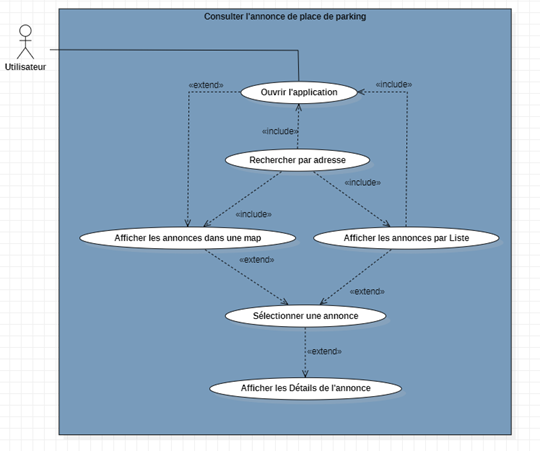 Consulter l'annonce de place de parking
Utilisateur
«extend»
«include»
Ouvrir l'application
«include»
Rechercher par adresse
«include»
«include»
Afficher les annonces dans une map
Afficher les annonces par Liste
«extend»
«extend»
Sélectionner une annonce
«extend»
Afficher les Détails de l'annonce